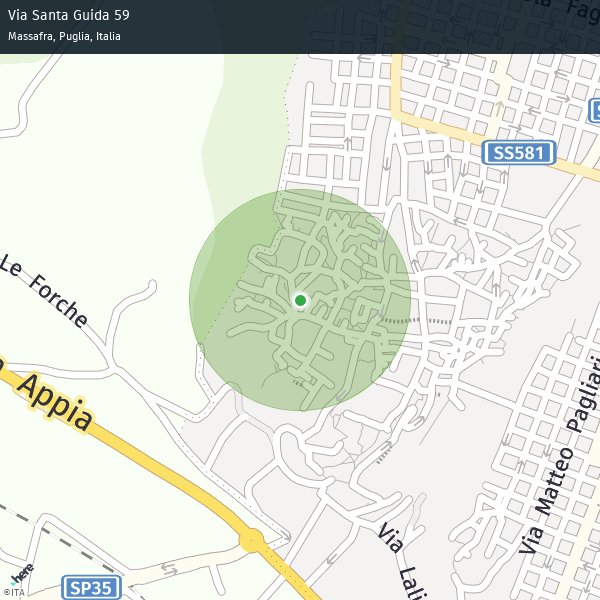 Via Santa Guida 59
Massafra, Puglia, Italia
SS581
Le Forche
Appia
Via Matteo Pagliari
Via Lali
SP35
here
©ITA